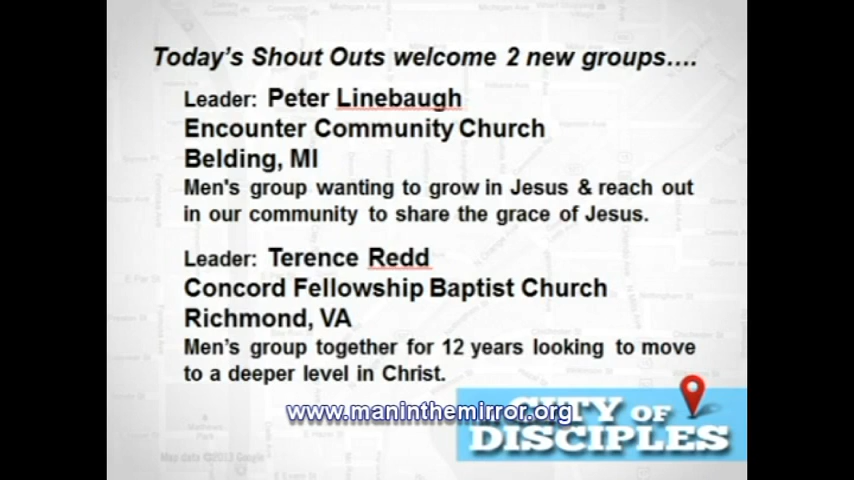 Today's Shout Outs welcome 2 new groups....
Leader: Peter Linebaugh
Encounter Community Church
Belding, MI
Men's group wanting to grow in Jesus & reach out
in our community to share the grace of Jesus.
Leader: Terence Redd
Concord Fellowship Baptist Church
Richmond, VA
Men's group together for 12 years looking to move
to a deeper level in Christ.
www.maninthemirror.org
CITY OF
DISCIPLES
Map data ©2013 Google